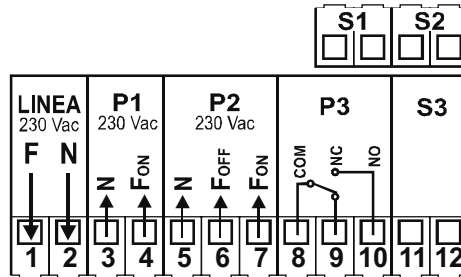 S1 S2
LINEA P1 P2 P3 S3
230 Vac 230 Vac 230 Vac
F N N FON N FOFF FON COM NC NO
1 2 3 4 5 6 7 8 9 10 11 12